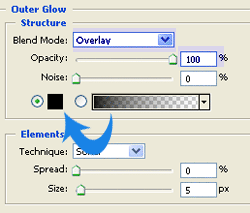 Outer Glow
Structure
Blend Mode: Overlay
Opacity: 100 %
Noise: 0 %
Elements
Technique:
Spread: 0 %
Size: 5 px